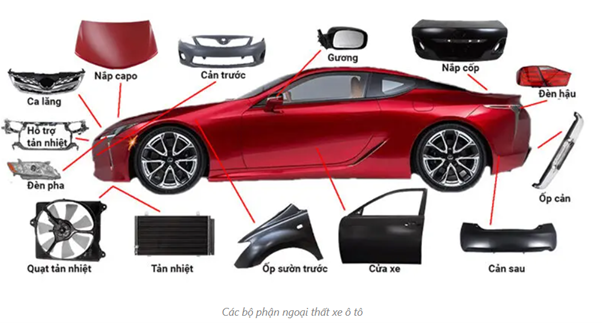 Nắp capo
Cản trước
Gương
Nắp cốp
Ca lăng
Đèn hậu
Hỗ trợ
tản nhiệt
Đèn pha
Ốp cản
Quạt tản nhiệt
Tản nhiệt
Ốp sườn trước
Cửa xe
Cản sau
Các bộ phận ngoại thất xe ô tô